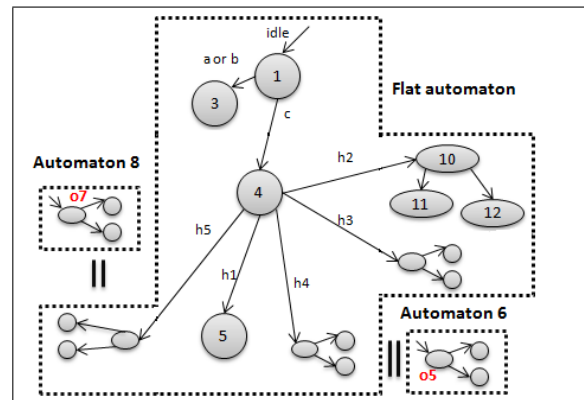 idle
a or b
1
3
Flat automaton
c
Automaton 8
h2
10
o7
4
11
12
h5
h3
h1
h4
Automaton 6
5
o5